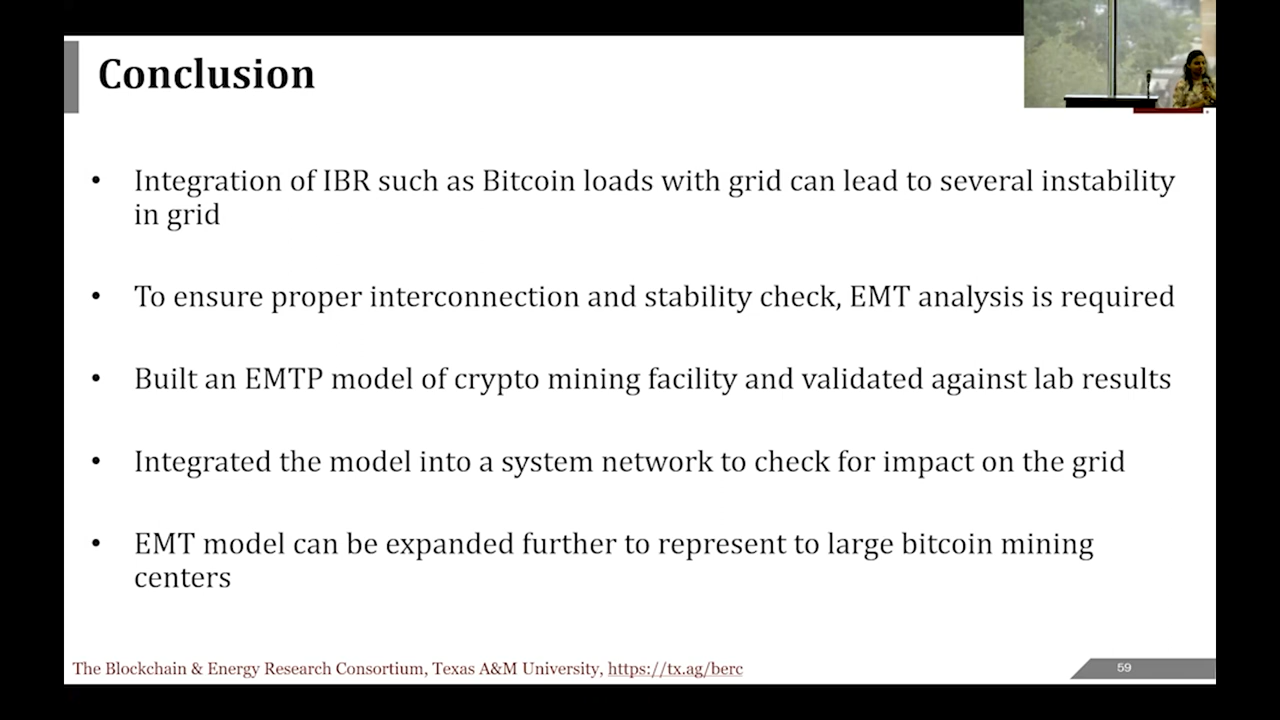 Conclusion
• Integration of IBR such as Bitcoin loads with grid can lead to several instability
in grid
• To ensure proper interconnection and stability check, EMT analysis is required
• Built an EMTP model of crypto mining facility and validated against lab results
• Integrated the model into a system network to check for impact on the grid
• EMT model can be expanded further to represent to large bitcoin mining
centers
The Blockchain & Energy Research Consortium, Texas A&M University, https://tx.ag/berc
59